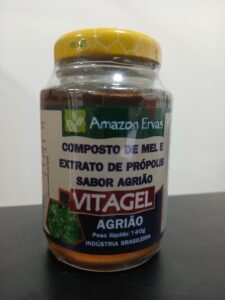 Amazon Ervas
COMPOSTO DE MEL E
EXTRATO DE PRÓPOLIS
SABOR AGRIÃO
VITAGEL
AGRIÃO
Peso líquido: 140g
INDÚSTRIA BRASILEIRA